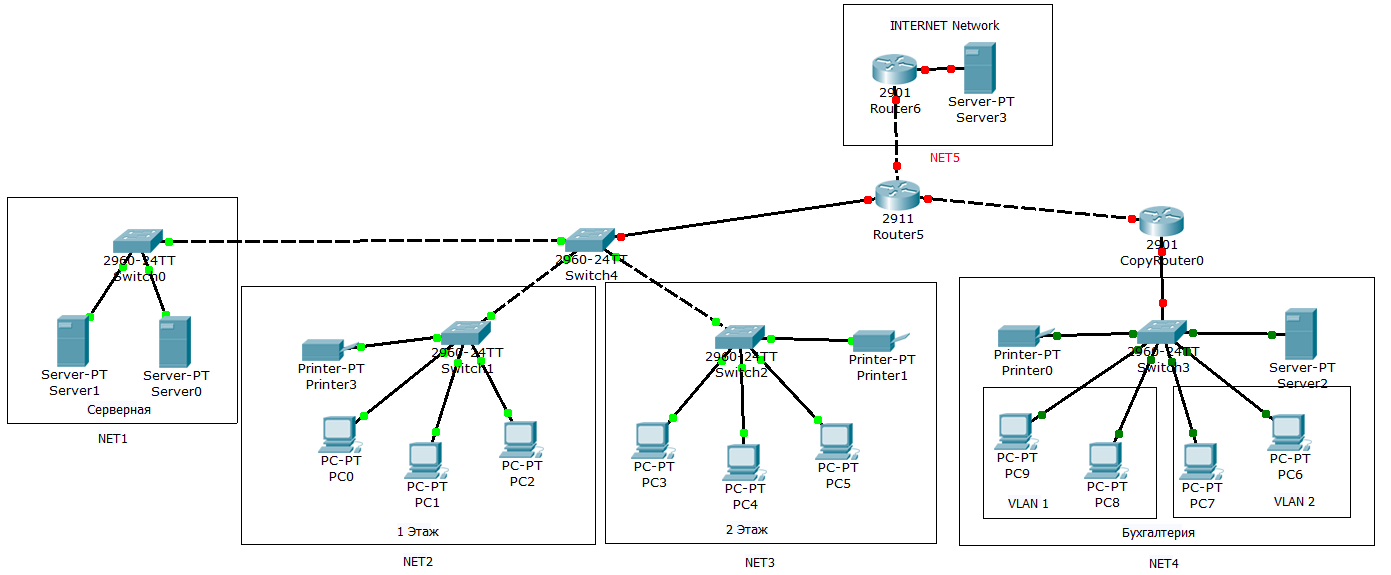 INTERNET Network
2901
Router6
Server-PT
Server3
NET5
2911
Router5
2901
CopyRouter0
2960-24TT
Switch0
2960-24TT
Switch4
Server-PT
Server1
Server-PT
Server0
Серверная
NET1
Printer-PT
Printer3
2960-24TT
Switch1
PC-PT
PC0
PC-PT
PC1
PC-PT
PC2
1 Этаж
NET2
2960-24TT
Switch2
Printer-PT
Printer1
PC-PT
PC3
PC-PT
PC4
PC-PT
PC5
2 Этаж
NET3
Printer-PT
Printer0
2960-24TT
Switch3
Server-PT
Server2
PC-PT
PC9
PC-PT
PC8
VLAN 1
PC-PT
PC7
PC-PT
PC6
VLAN 2
Бухгалтерия
NET4